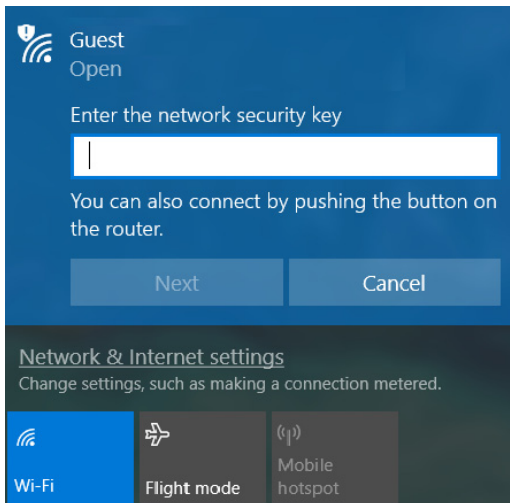 Guest
Open
Enter the network security key
You can also connect by pushing the button on
the router.
Next
Cancel
Network & Internet settings
Change settings, such as making a connection metered.
Wi-Fi
Flight mode
Mobile
hotspot